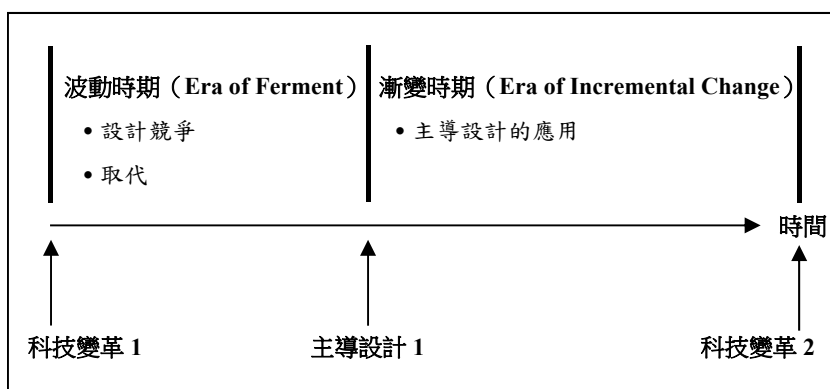 波動時期（Era of Ferment）
• 設計競爭
• 取代
漸變時期（Era of Incremental Change）
• 主導設計的應用
時間
科技變革 1
主導設計 1
科技變革 2